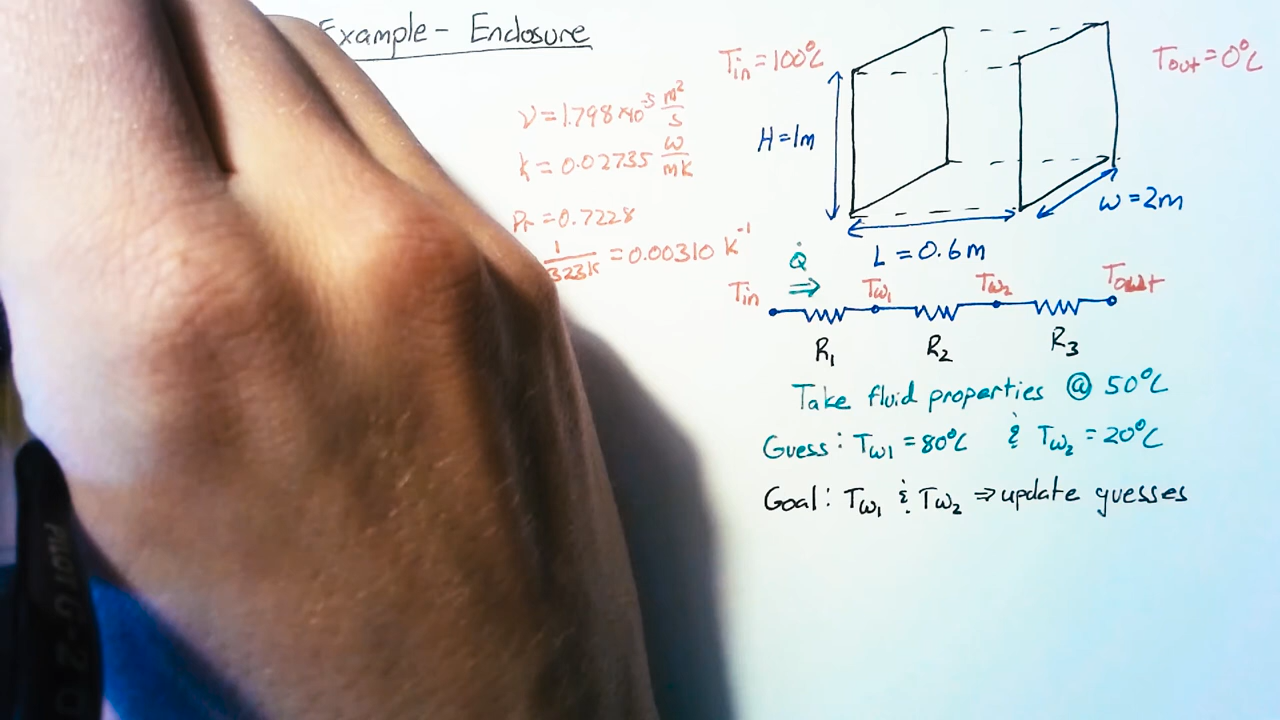 Example - Enclosure
ν = 1.798×10⁻⁵ m²/s
k = 0.02735 W/mK
Pr = 0.7228
1/323K = 0.00310 K⁻¹
Tin = 100°C
Tout = 0°C
H = 1m
w = 2m
L = 0.6m
Q̇ ⇒
Tin Tw1 Tw2 Tout
R1 R2 R3
Take fluid properties @ 50°C
Guess: Tw1 = 80°C & Tw2 = 20°C
Goal: Tw1 & Tw2 ⇒ update guesses